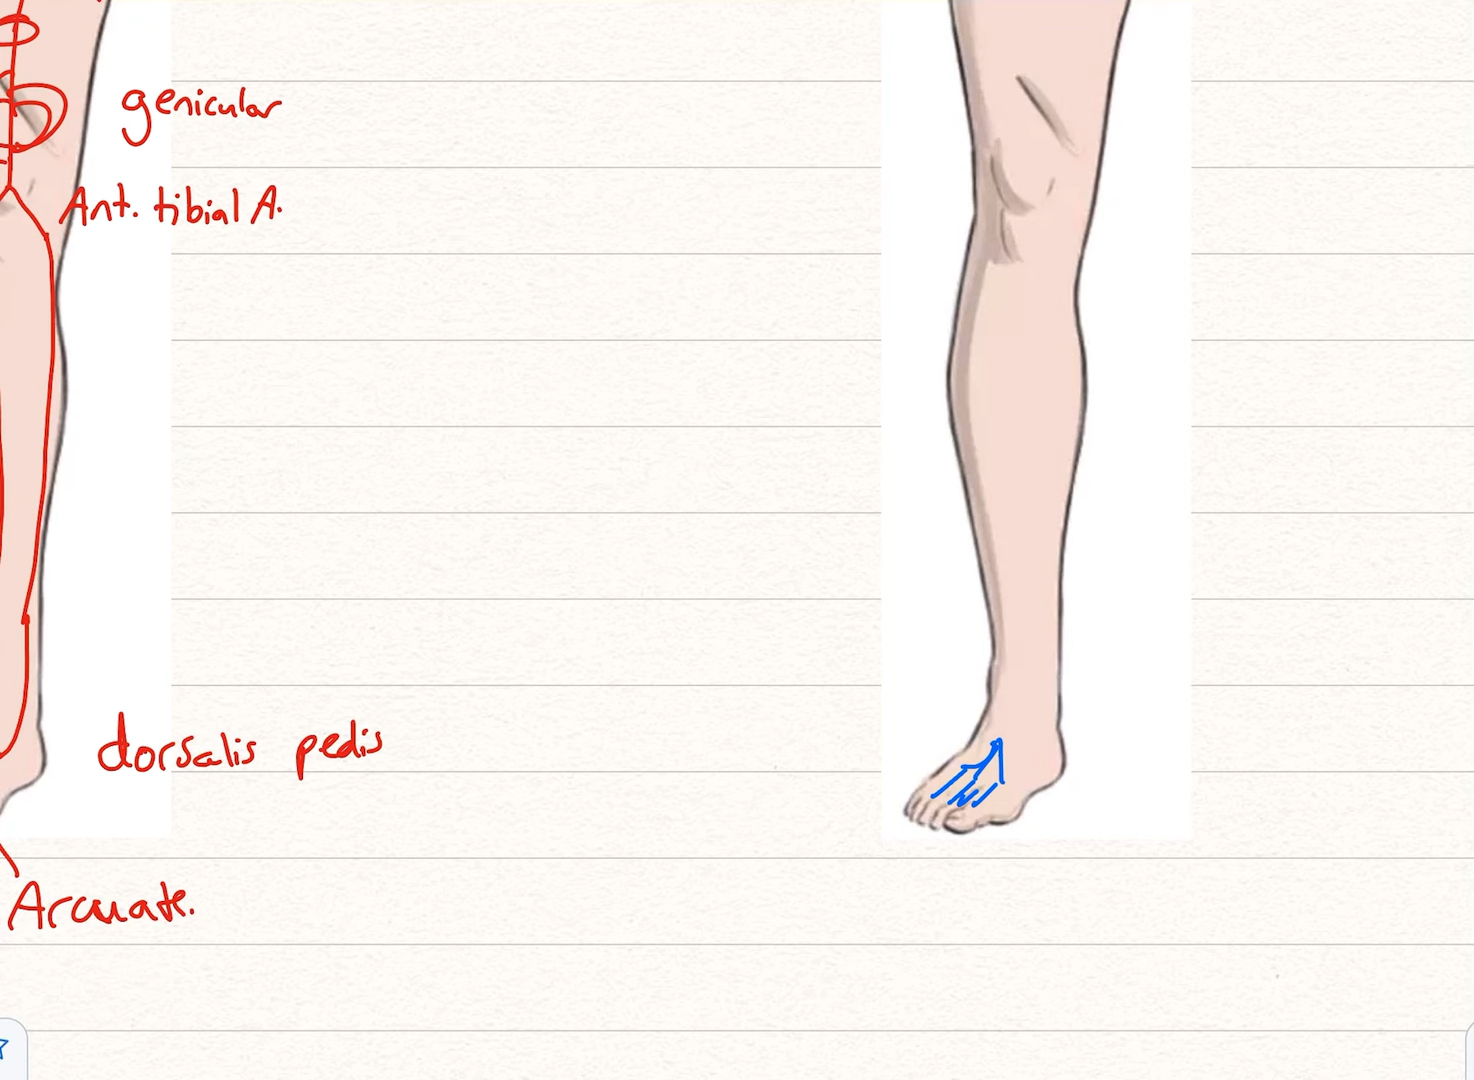 genicular
Ant. tibial A.
dorsalis pedis
Arcuate.